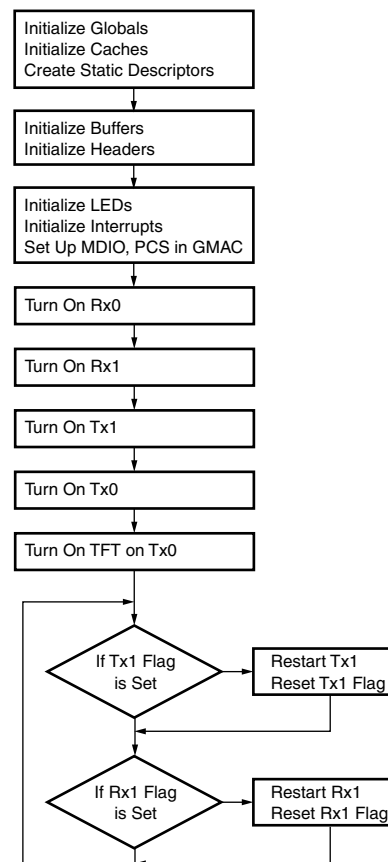 Initialize Globals
Initialize Caches
Create Static Descriptors
Initialize Buffers
Initialize Headers
Initialize LEDs
Initialize Interrupts
Set Up MDIO, PCS in GMAC
Turn On Rx0
Turn On Rx1
Turn On Tx1
Turn On Tx0
Turn On TFT on Tx0
If Tx1 Flag
is Set
Restart Tx1
Reset Tx1 Flag
If Rx1 Flag
is Set
Restart Rx1
Reset Rx1 Flag